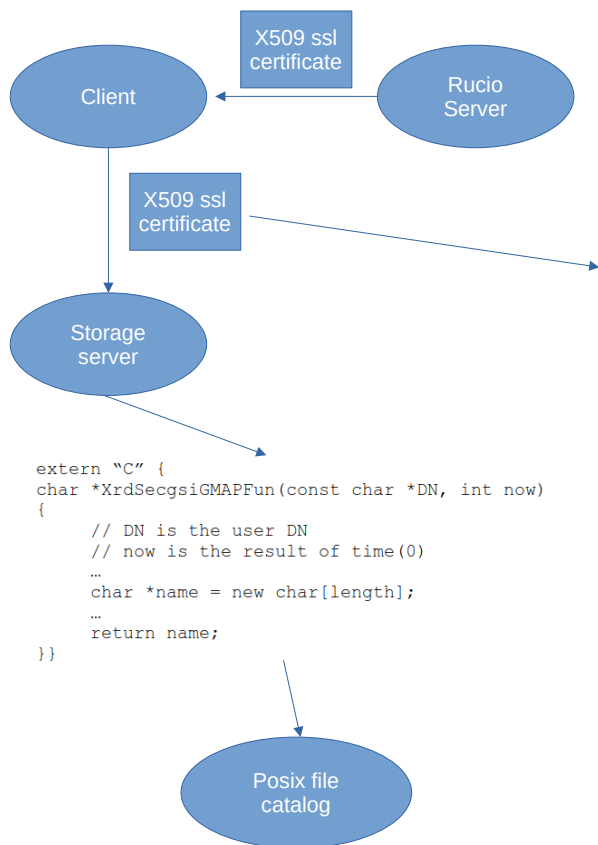 X509 ssl
certificate
Client
Rucio
Server
X509 ssl
certificate
Storage
server
extern “C” {
char *XrdSecgsiGMAPFun(const char *DN, int now)
{
// DN is the user DN
// now is the result of time(0)
…
char *name = new char[length];
…
return name;
}}
Posix file
catalog